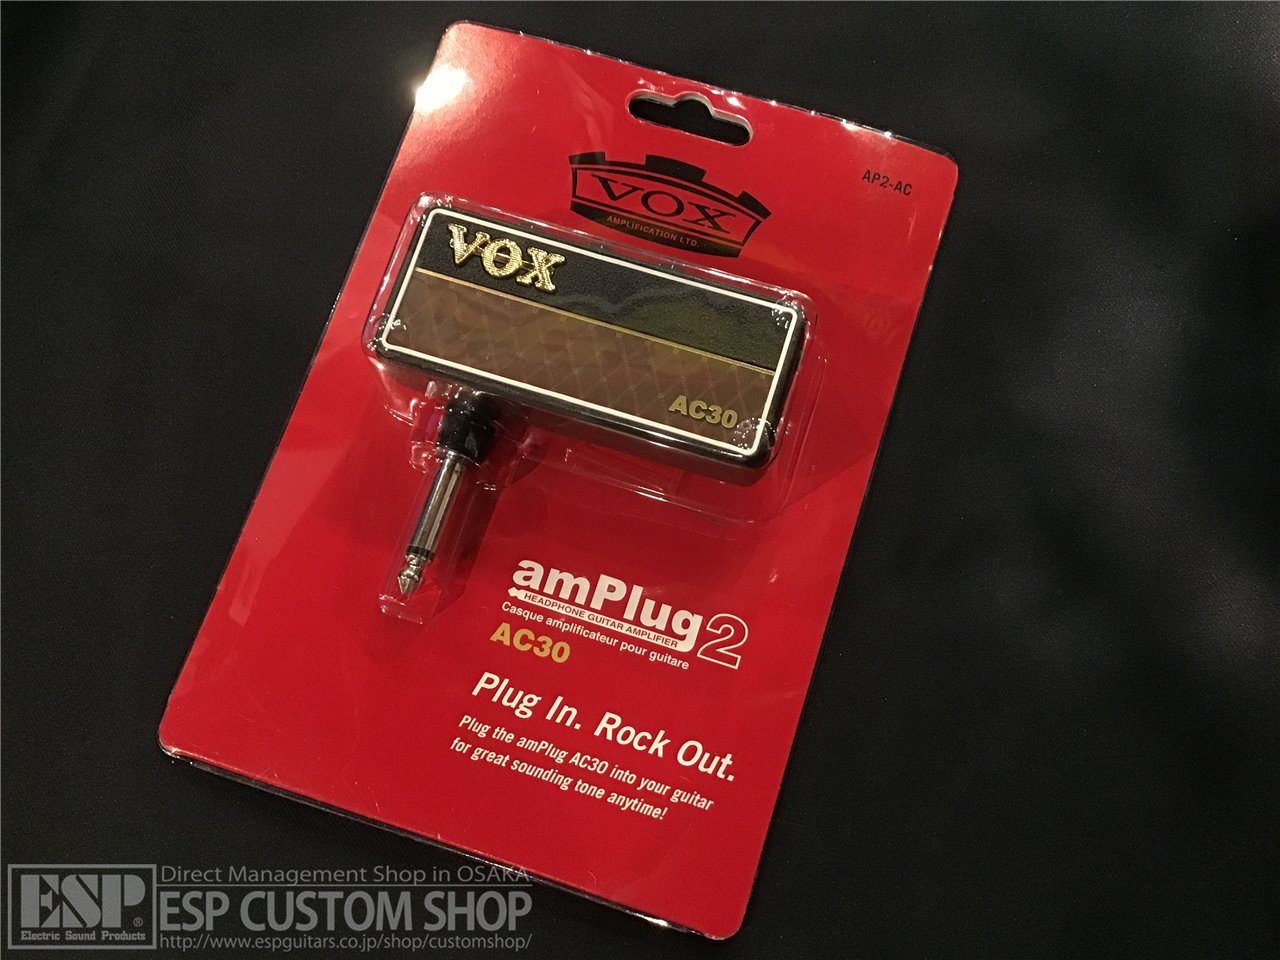 VOX
AMPLIFICATION LTD.
AP2-AC
VOX
AC30
amPlug2
HEADPHONE GUITAR AMPLIFIER
Casque amplificateur pour guitare
AC30
Plug In. Rock Out.
Plug the amPlug AC30 into your guitar
for great sounding tone anytime!
ESP®
Electric Sound Products
Direct Management Shop in OSAKA
ESP CUSTOM SHOP
http://www.espguitars.co.jp/shop/customshop/